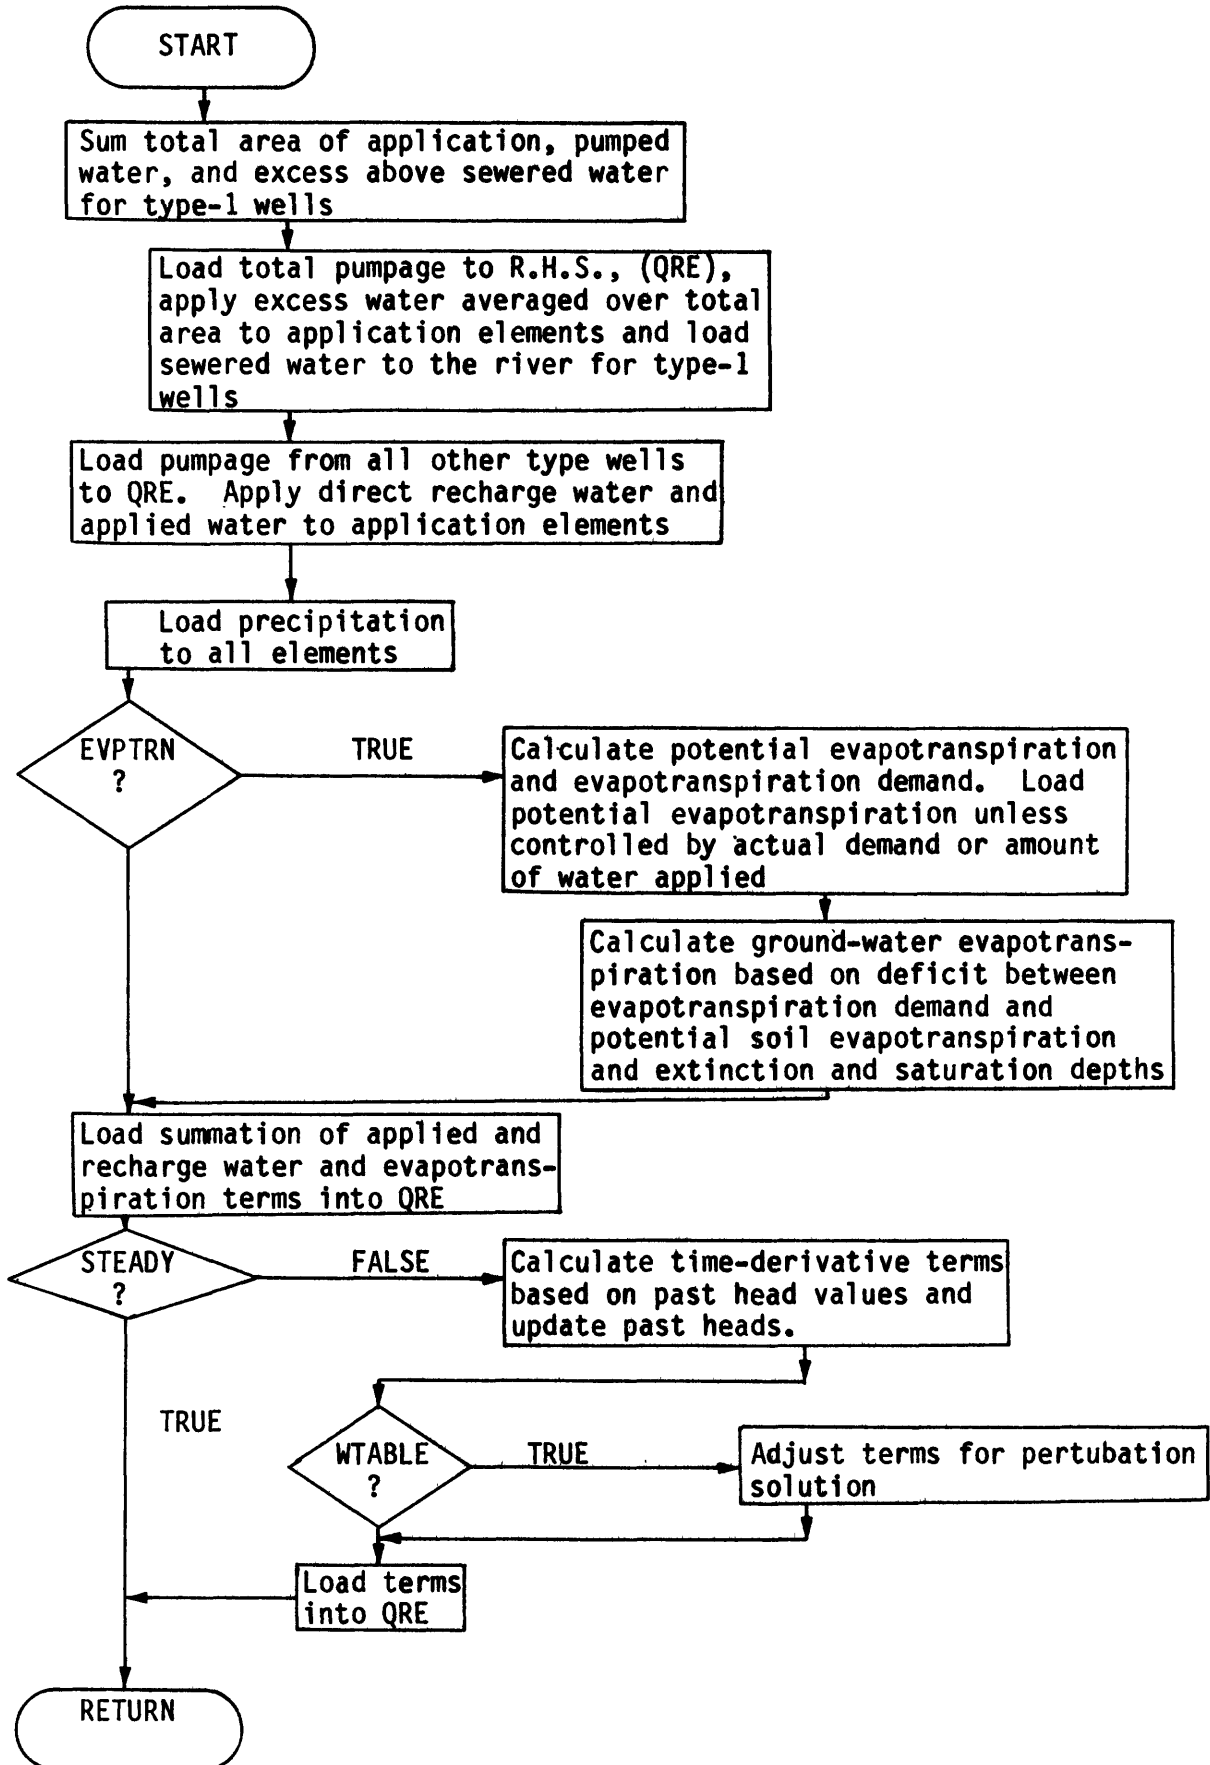 START
Sum total area of application, pumped
water, and excess above sewered water
for type-1 wells
Load total pumpage to R.H.S., (QRE),
apply excess water averaged over total
area to application elements and load
sewered water to the river for type-1
wells
Load pumpage from all other type wells
to QRE. Apply direct recharge water and
applied water to application elements
Load precipitation
to all elements
EVPTRN
?
TRUE
Calculate potential evapotranspiration
and evapotranspiration demand. Load
potential evapotranspiration unless
controlled by actual demand or amount
of water applied
Calculate ground-water evapotrans-
piration based on deficit between
evapotranspiration demand and
potential soil evapotranspiration
and extinction and saturation depths
Load summation of applied and
recharge water and evapotrans-
piration terms into QRE
STEADY
?
FALSE
Calculate time-derivative terms
based on past head values and
update past heads.
TRUE
WTABLE
?
TRUE
Adjust terms for pertubation
solution
Load terms
into QRE
RETURN